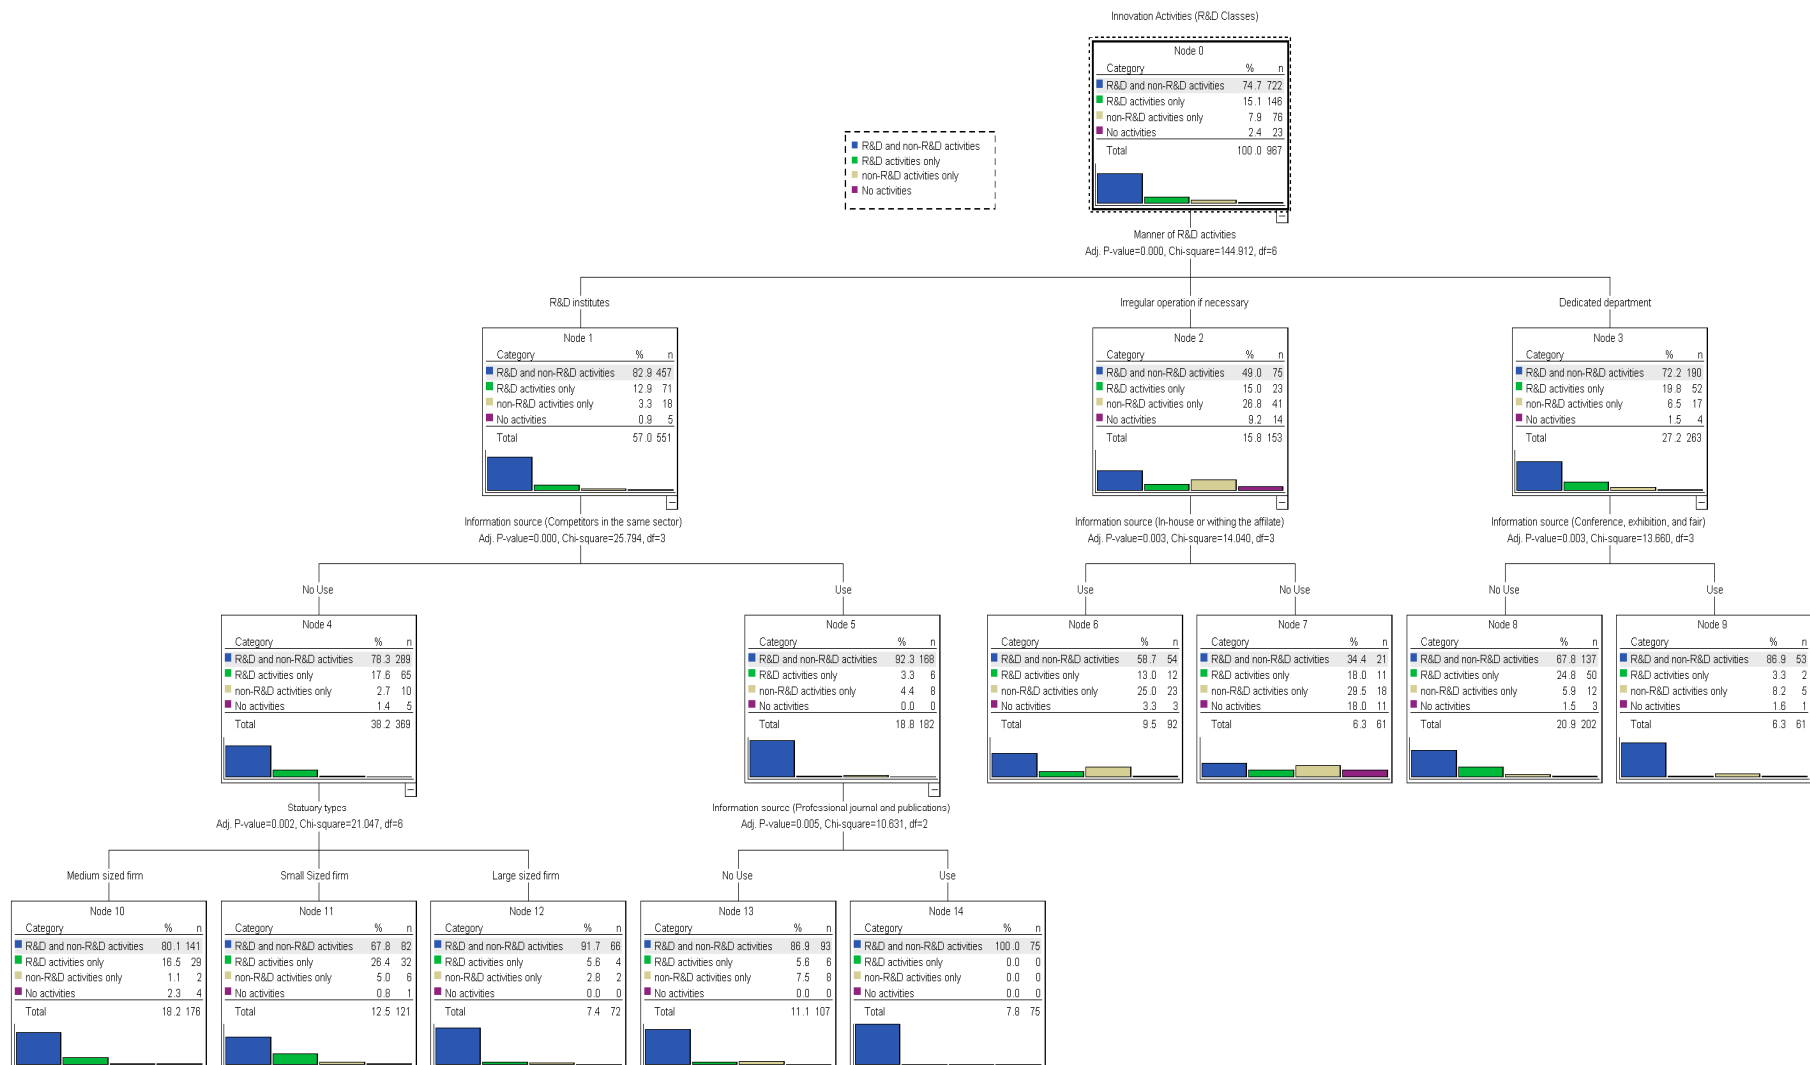 Innovation Activities (R&D Classes)
Node 0
Category % n
R&D and non-R&D activities 74.7 722
R&D activities only 15.1 146
non-R&D activities only 7.9 76
No activities 2.4 23
Total 100.0 967
R&D and non-R&D activities
R&D activities only
non-R&D activities only
No activities
Manner of R&D activities
Adj. P-value=0.000, Chi-square=144.912, df=6
R&D institutes
Irregular operation if necessary
Dedicated department
Node 1
Category % n
R&D and non-R&D activities 82.9 457
R&D activities only 12.9 71
non-R&D activities only 3.3 18
No activities 0.9 5
Total 57.0 551
Node 2
Category % n
R&D and non-R&D activities 49.0 75
R&D activities only 15.0 23
non-R&D activities only 26.8 41
No activities 9.2 14
Total 15.8 153
Node 3
Category % n
R&D and non-R&D activities 72.2 190
R&D activities only 19.8 52
non-R&D activities only 6.5 17
No activities 1.5 4
Total 27.2 263
Information source (Competitors in the same sector)
Adj. P-value=0.000, Chi-square=25.794, df=3
Information source (In-house or withing the affilate)
Adj. P-value=0.003, Chi-square=14.040, df=3
Information source (Conference, exhibition, and fair)
Adj. P-value=0.003, Chi-square=13.660, df=3
No Use
Use
Use
No Use
No Use
Use
Node 4
Category % n
R&D and non-R&D activities 78.3 289
R&D activities only 17.6 65
non-R&D activities only 2.7 10
No activities 1.4 5
Total 38.2 369
Node 5
Category % n
R&D and non-R&D activities 92.3 168
R&D activities only 3.3 6
non-R&D activities only 4.4 8
No activities 0.0 0
Total 18.8 182
Node 6
Category % n
R&D and non-R&D activities 58.7 54
R&D activities only 13.0 12
non-R&D activities only 25.0 23
No activities 3.3 3
Total 9.5 92
Node 7
Category % n
R&D and non-R&D activities 34.4 21
R&D activities only 18.0 11
non-R&D activities only 29.5 18
No activities 18.0 11
Total 6.3 61
Node 8
Category % n
R&D and non-R&D activities 67.8 137
R&D activities only 24.8 50
non-R&D activities only 5.9 12
No activities 1.5 3
Total 20.9 202
Node 9
Category % n
R&D and non-R&D activities 86.9 53
R&D activities only 3.3 2
non-R&D activities only 8.2 5
No activities 1.6 1
Total 6.3 61
Statuary types
Adj. P-value=0.002, Chi-square=21.047, df=6
Information source (Professional journal and publications)
Adj. P-value=0.005, Chi-square=10.631, df=2
Medium sized firm
Small Sized firm
Large sized firm
No Use
Use
Node 10
Category % n
R&D and non-R&D activities 80.1 141
R&D activities only 16.5 29
non-R&D activities only 1.1 2
No activities 2.3 4
Total 18.2 176
Node 11
Category % n
R&D and non-R&D activities 67.8 82
R&D activities only 26.4 32
non-R&D activities only 5.0 6
No activities 0.8 1
Total 12.5 121
Node 12
Category % n
R&D and non-R&D activities 91.7 66
R&D activities only 5.6 4
non-R&D activities only 2.8 2
No activities 0.0 0
Total 7.4 72
Node 13
Category % n
R&D and non-R&D activities 86.9 93
R&D activities only 5.6 6
non-R&D activities only 7.5 8
No activities 0.0 0
Total 11.1 107
Node 14
Category % n
R&D and non-R&D activities 100.0 75
R&D activities only 0.0 0
non-R&D activities only 0.0 0
No activities 0.0 0
Total 7.8 75